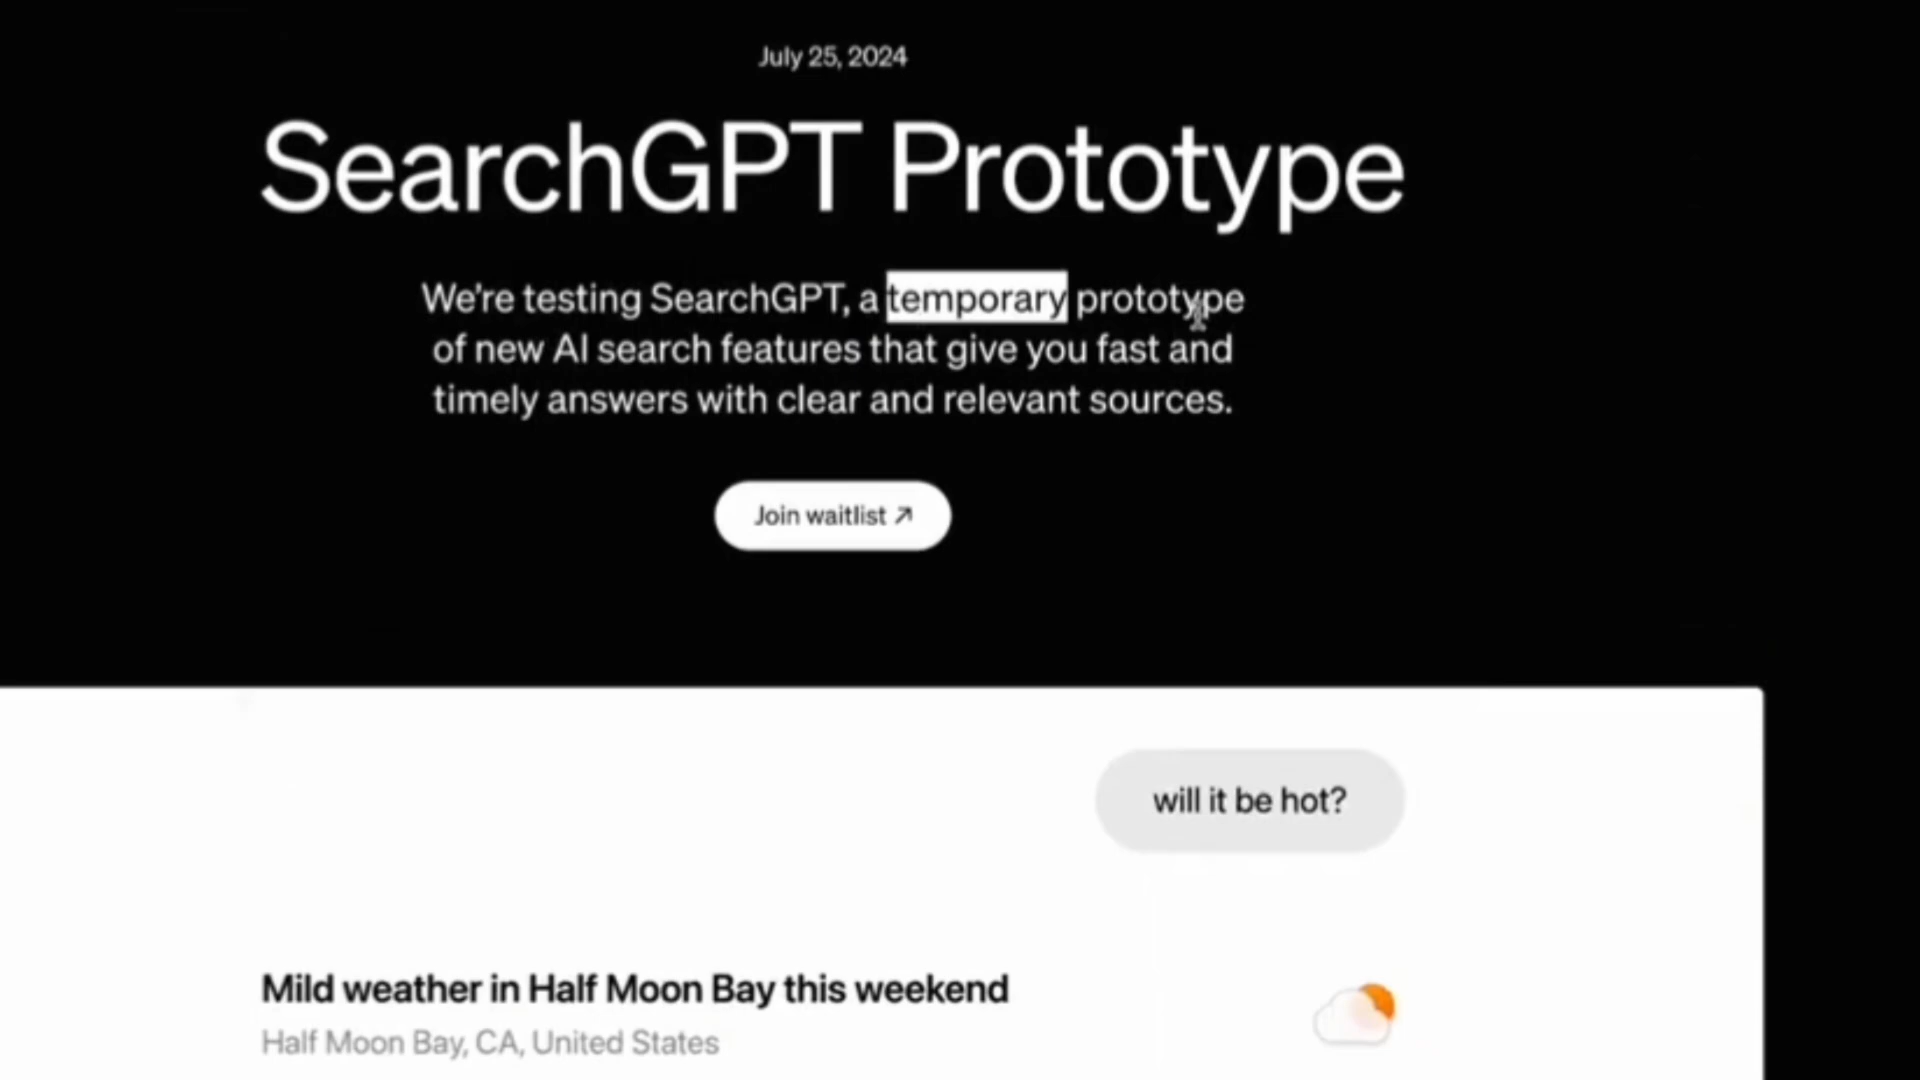 July 25, 2024
SearchGPT Prototype
We're testing SearchGPT, a temporary prototype
of new AI search features that give you fast and
timely answers with clear and relevant sources.
Join waitlist ↗
will it be hot?
Mild weather in Half Moon Bay this weekend
Half Moon Bay, CA, United States